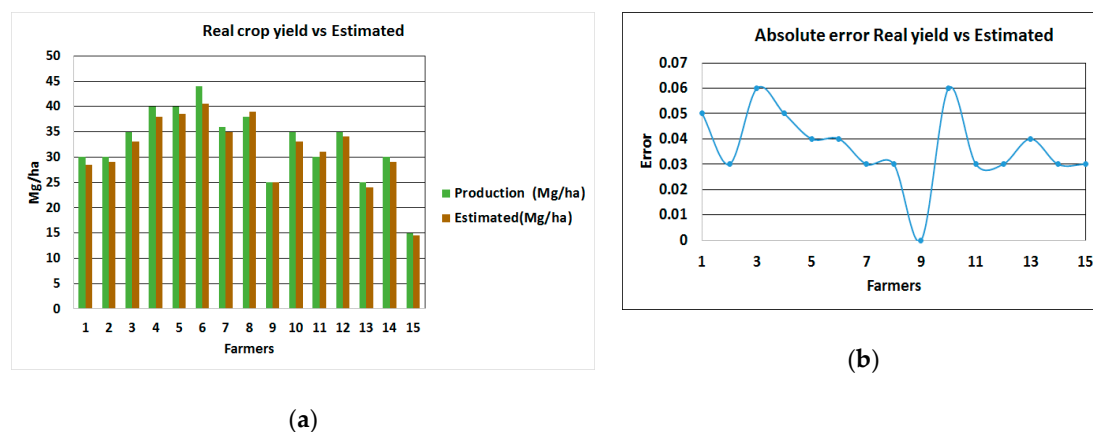 Real crop yield vs Estimated
50
45
40
35
30
25
20
15
10
5
0
Mg/ha
1 2 3 4 5 6 7 8 9 10 11 12 13 14 15
Farmers
Production (Mg/ha)
Estimated(Mg/ha)
(a)
Absolute error Real yield vs Estimated
0.07
0.06
0.05
0.04
0.03
0.02
0.01
0
Error
1 3 5 7 9 11 13 15
Farmers
(b)